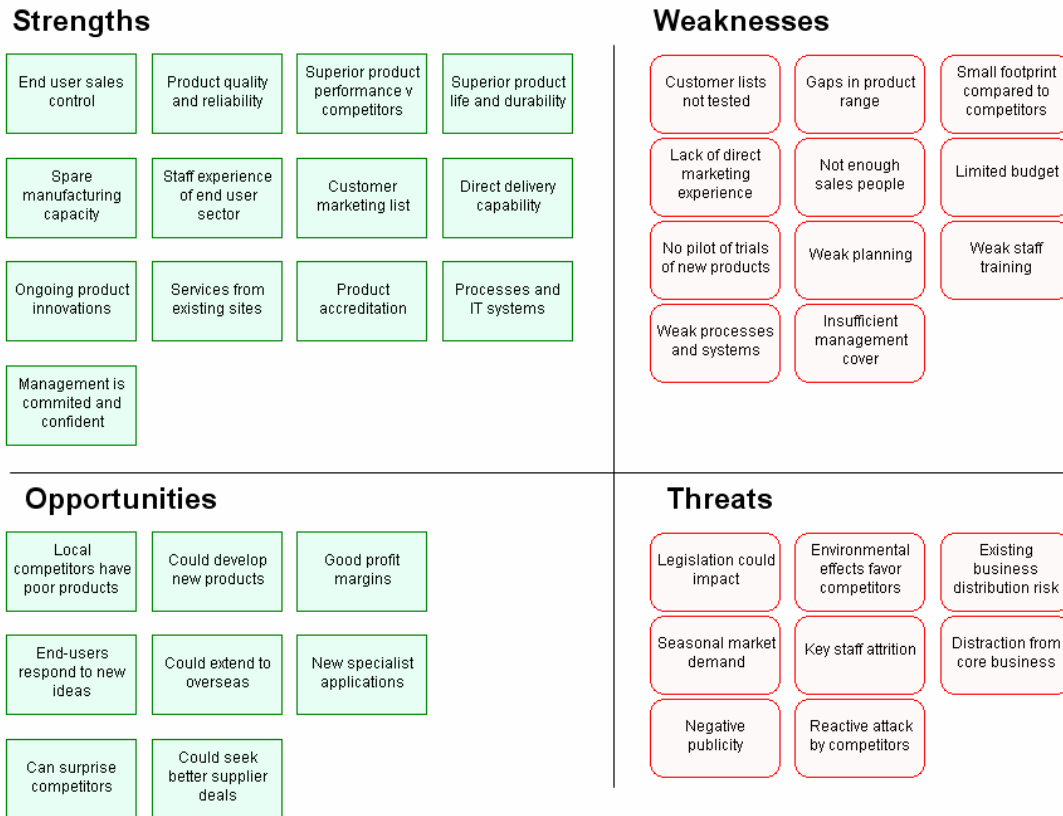 Strengths
End user sales
control
Product quality
and reliability
Superior product
performance v
competitors
Superior product
life and durability
Spare
manufacturing
capacity
Staff experience
of end user
sector
Customer
marketing list
Direct delivery
capability
Ongoing product
innovations
Services from
existing sites
Product
accreditation
Processes and
IT systems
Management is
commited and
confident
Weaknesses
Customer lists
not tested
Gaps in product
range
Small footprint
compared to
competitors
Lack of direct
marketing
experience
Not enough
sales people
Limited budget
No pilot of trials
of new products
Weak planning
Weak staff
training
Weak processes
and systems
Insufficient
management
cover
Opportunities
Local
competitors have
poor products
Could develop
new products
Good profit
margins
End-users
respond to new
ideas
Could extend to
overseas
New specialist
applications
Can surprise
competitors
Could seek
better supplier
deals
Threats
Legislation could
impact
Environmental
effects favor
competitors
Existing
business
distribution risk
Seasonal market
demand
Key staff attrition
Distraction from
core business
Negative
publicity
Reactive attack
by competitors